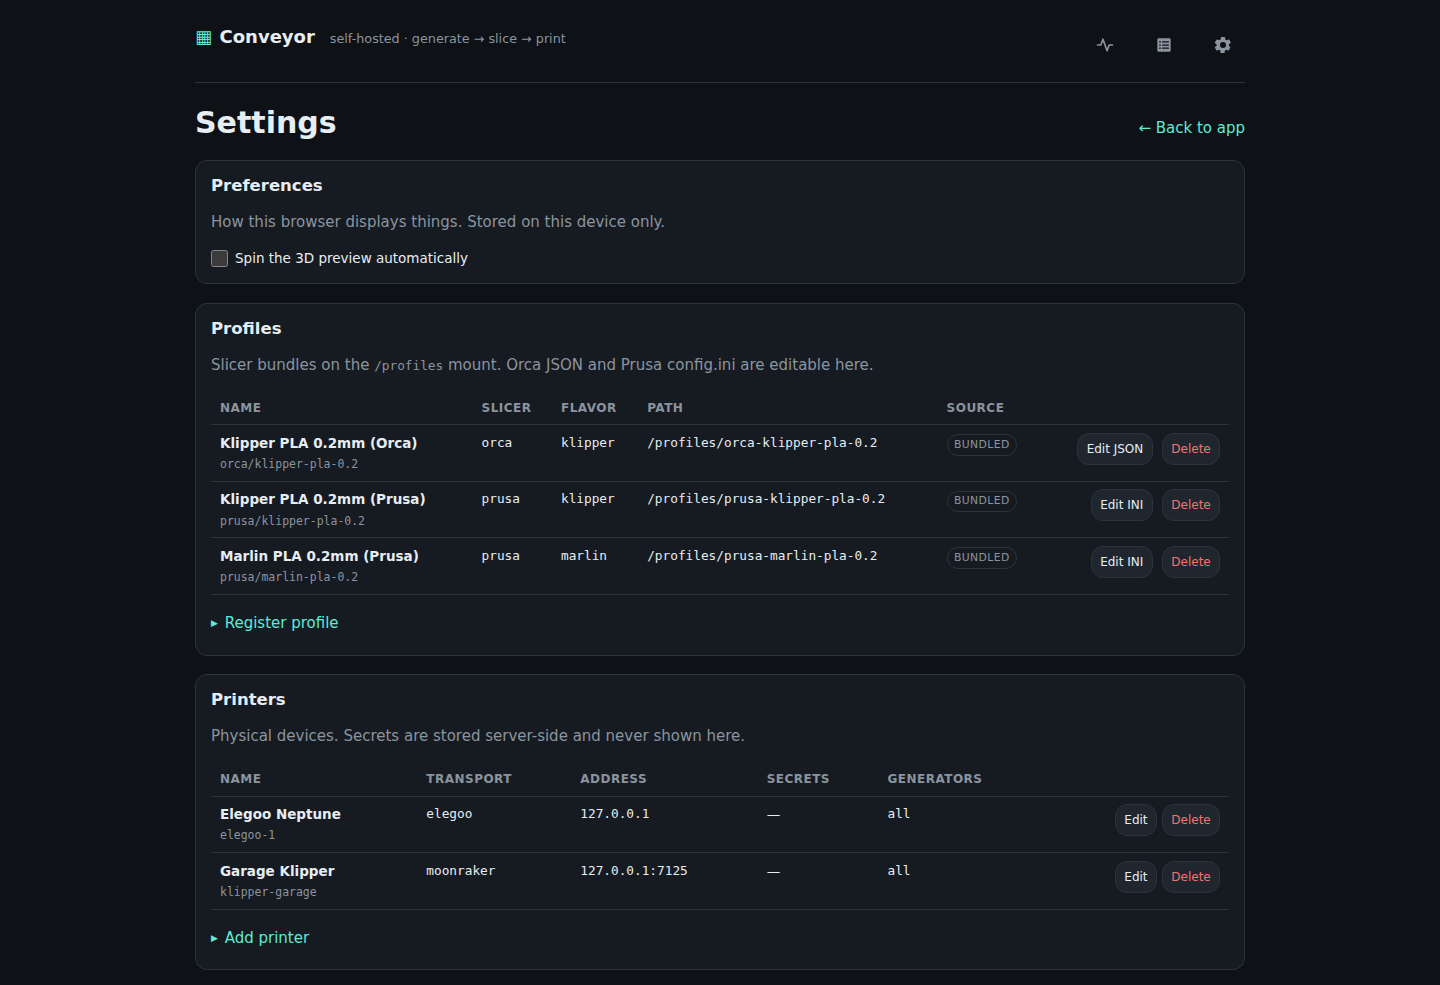 Conveyor self-hosted · generate → slice → print
Settings
← Back to app
Preferences
How this browser displays things. Stored on this device only.
Spin the 3D preview automatically
Profiles
Slicer bundles on the /profiles mount. Orca JSON and Prusa config.ini are editable here.
NAME SLICER FLAVOR PATH SOURCE
Klipper PLA 0.2mm (Orca) orca klipper /profiles/orca-klipper-pla-0.2 BUNDLED Edit JSON Delete
orca/klipper-pla-0.2
Klipper PLA 0.2mm (Prusa) prusa klipper /profiles/prusa-klipper-pla-0.2 BUNDLED Edit INI Delete
prusa/klipper-pla-0.2
Marlin PLA 0.2mm (Prusa) prusa marlin /profiles/prusa-marlin-pla-0.2 BUNDLED Edit INI Delete
prusa/marlin-pla-0.2
▸ Register profile
Printers
Physical devices. Secrets are stored server-side and never shown here.
NAME TRANSPORT ADDRESS SECRETS GENERATORS
Elegoo Neptune elegoo 127.0.0.1 — all Edit Delete
elegoo-1
Garage Klipper moonraker 127.0.0.1:7125 — all Edit Delete
klipper-garage
▸ Add printer